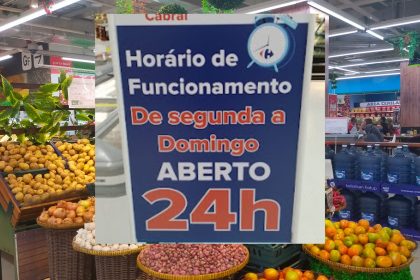 Cabral
Horário de
Funcionamento
De segunda a
Domingo
ABERTO
24h